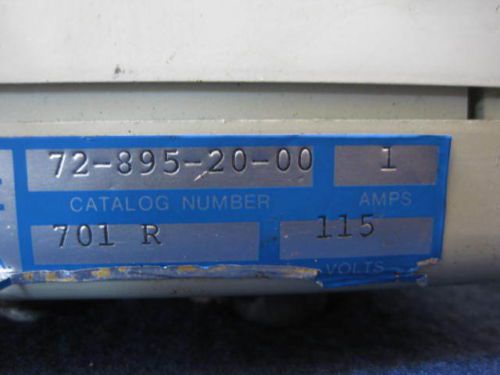 72-895-20-00 1
CATALOG NUMBER AMPS
701 R 115
VOLTS